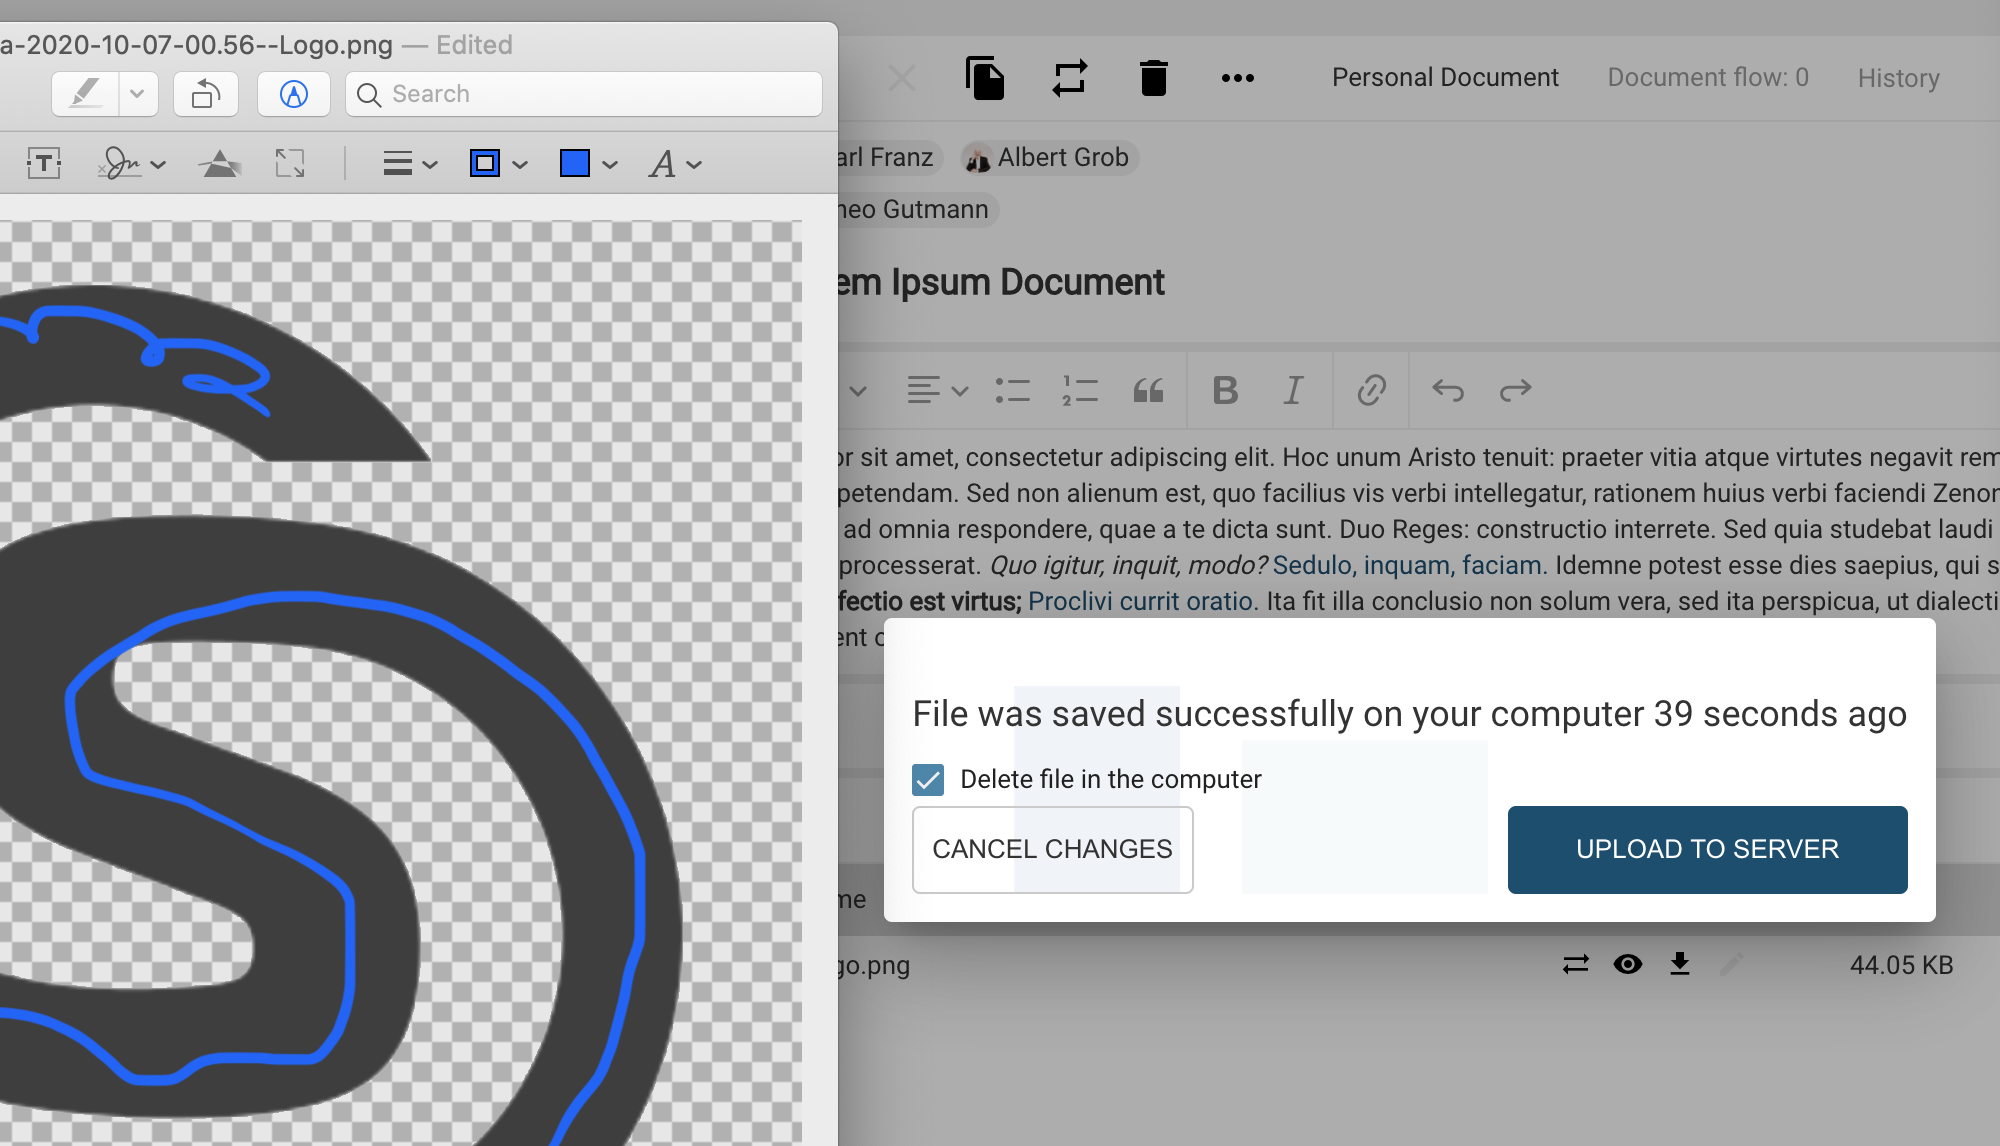 a-2020-10-07-00.56--Logo.png — Edited
Search
Personal Document
Document flow: 0
History
arl Franz
Albert Grob
neo Gutmann
em Ipsum Document
or sit amet, consectetur adipiscing elit. Hoc unum Aristo tenuit: praeter vitia atque virtutes negavit rem
petendam. Sed non alienum est, quo facilius vis verbi intellegatur, rationem huius verbi faciendi Zenon
ad omnia respondere, quae a te dicta sunt. Duo Reges: constructio interrete. Sed quia studebat laudi
processerat. Quo igitur, inquit, modo? Sedulo, inquam, faciam. Idemne potest esse dies saepius, qui s
fectio est virtus; Proclivi currit oratio. Ita fit illa conclusio non solum vera, sed ita perspicua, ut dialecti
ent
File was saved successfully on your computer 39 seconds ago
Delete file in the computer
CANCEL CHANGES
UPLOAD TO SERVER
me
go.png
44.05 KB